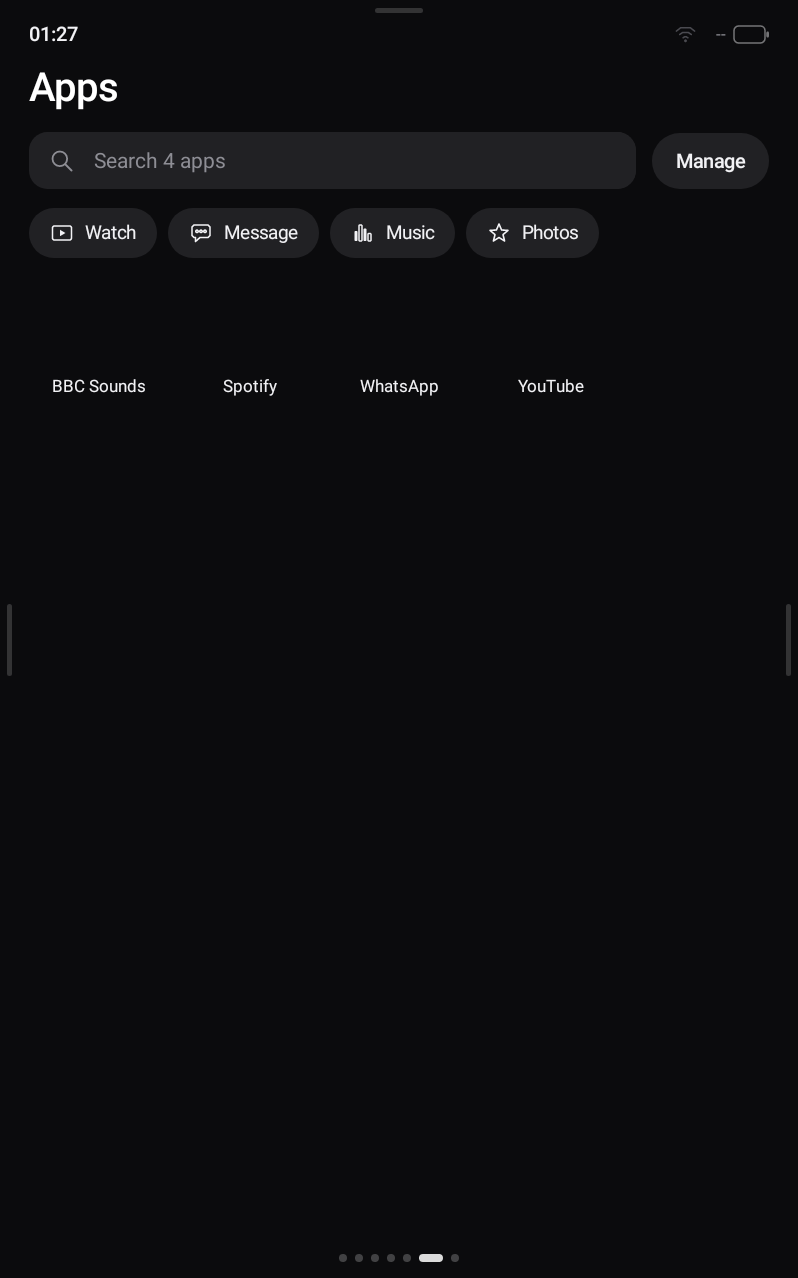 01:27
--
Apps
Search 4 apps
Manage
Watch
Message
Music
Photos
BBC Sounds
Spotify
WhatsApp
YouTube